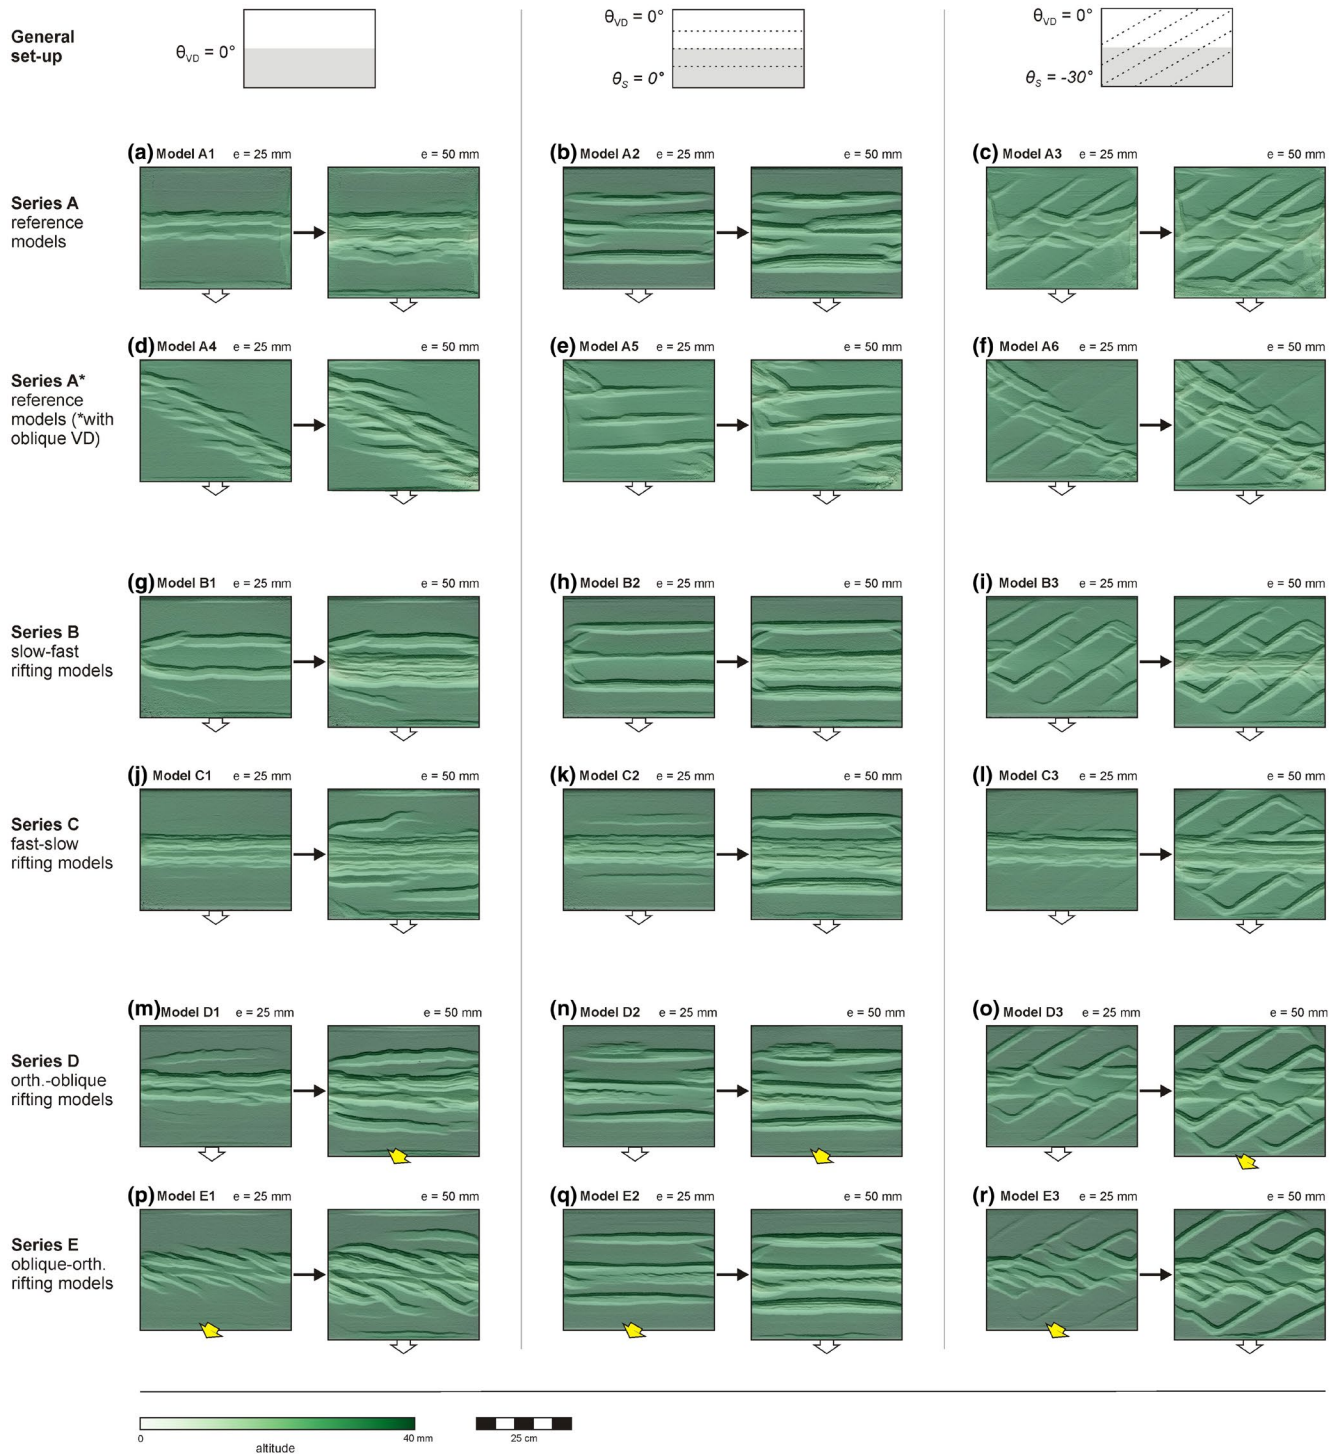 General
set-up
θVD = 0°
θVD = 0°
θS = 0°
θVD = 0°
θS = -30°
Series A
reference
models
(a) Model A1 e = 25 mm e = 50 mm
(b) Model A2 e = 25 mm e = 50 mm
(c) Model A3 e = 25 mm e = 50 mm
Series A*
reference
models (*with
oblique VD)
(d) Model A4 e = 25 mm e = 50 mm
(e) Model A5 e = 25 mm e = 50 mm
(f) Model A6 e = 25 mm e = 50 mm
Series B
slow-fast
rifting models
(g) Model B1 e = 25 mm e = 50 mm
(h) Model B2 e = 25 mm e = 50 mm
(i) Model B3 e = 25 mm e = 50 mm
Series C
fast-slow
rifting models
(j) Model C1 e = 25 mm e = 50 mm
(k) Model C2 e = 25 mm e = 50 mm
(l) Model C3 e = 25 mm e = 50 mm
Series D
orth.-oblique
rifting models
(m) Model D1 e = 25 mm e = 50 mm
(n) Model D2 e = 25 mm e = 50 mm
(o) Model D3 e = 25 mm e = 50 mm
Series E
oblique-orth.
rifting models
(p) Model E1 e = 25 mm e = 50 mm
(q) Model E2 e = 25 mm e = 50 mm
(r) Model E3 e = 25 mm e = 50 mm
0 altitude 40 mm
25 cm